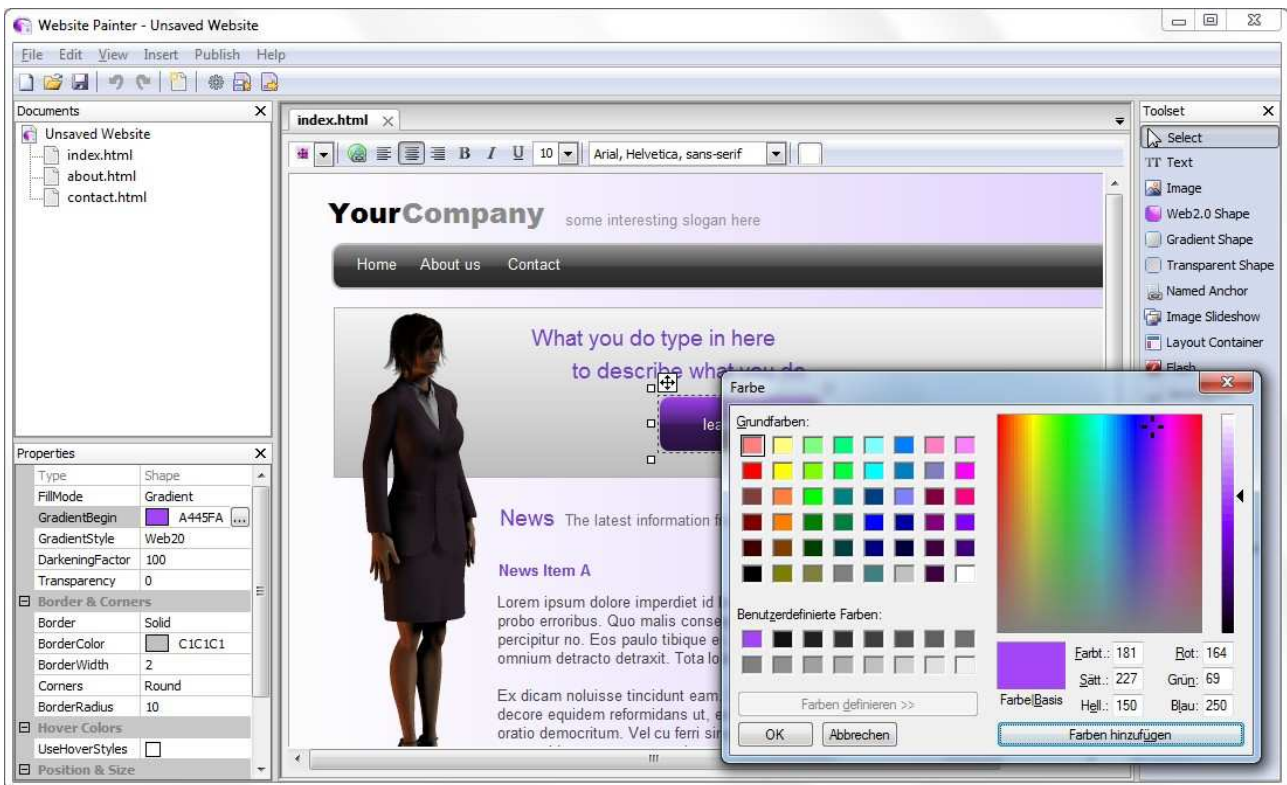 Website Painter - Unsaved Website
File Edit View Insert Publish Help
Documents
Unsaved Website
index.html
about.html
contact.html
Properties
Type Shape
FillMode Gradient
GradientBegin A445FA ...
GradientStyle Web20
DarkeningFactor 100
Transparency 0
Border & Corners
Border Solid
BorderColor C1C1C1
BorderWidth 2
Corners Round
BorderRadius 10
Hover Colors
UseHoverStyles
Position & Size
index.html
B I U 10 Arial, Helvetica, sans-serif
YourCompany some interesting slogan here
Home About us Contact
What you do type in here
to describe what you do
News The latest information
News Item A
Lorem ipsum dolore imperdiet id
probo erroribus. Quo malis
percipitur no. Eos paulo tibique
omnium detracto detraxit. Tota
Ex dicam noluisse tincidunt eam.
decore equidem reformidans ut,
oratio democritum. Vel cu ferri
Toolset
Select
TT Text
Image
Web2.0 Shape
Gradient Shape
Transparent Shape
Named Anchor
Image Slideshow
Layout Container
Flash
Farbe
Grundfarben:
Benutzerdefinierte Farben:
Farben definieren >>
OK Abbrechen
Farbe|Basis
Farbt.: 181 Rot: 164
Sätt.: 227 Grün: 69
Hell.: 150 Blau: 250
Farben hinzufügen